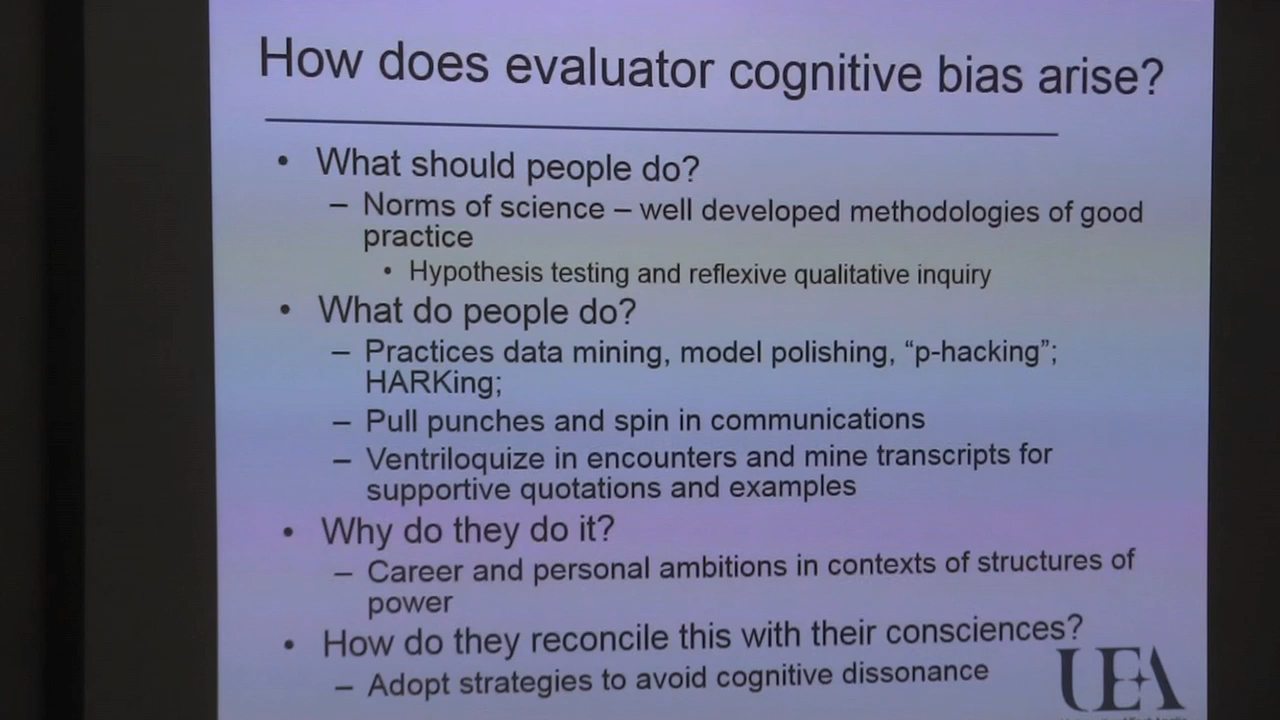 How does evaluator cognitive bias arise?
• What should people do?
– Norms of science – well developed methodologies of good
practice
• Hypothesis testing and reflexive qualitative inquiry
• What do people do?
– Practices data mining, model polishing, “p-hacking”;
HARKing;
– Pull punches and spin in communications
– Ventriloquize in encounters and mine transcripts for
supportive quotations and examples
• Why do they do it?
– Career and personal ambitions in contexts of structures of
power
• How do they reconcile this with their consciences?
– Adopt strategies to avoid cognitive dissonance
UEA